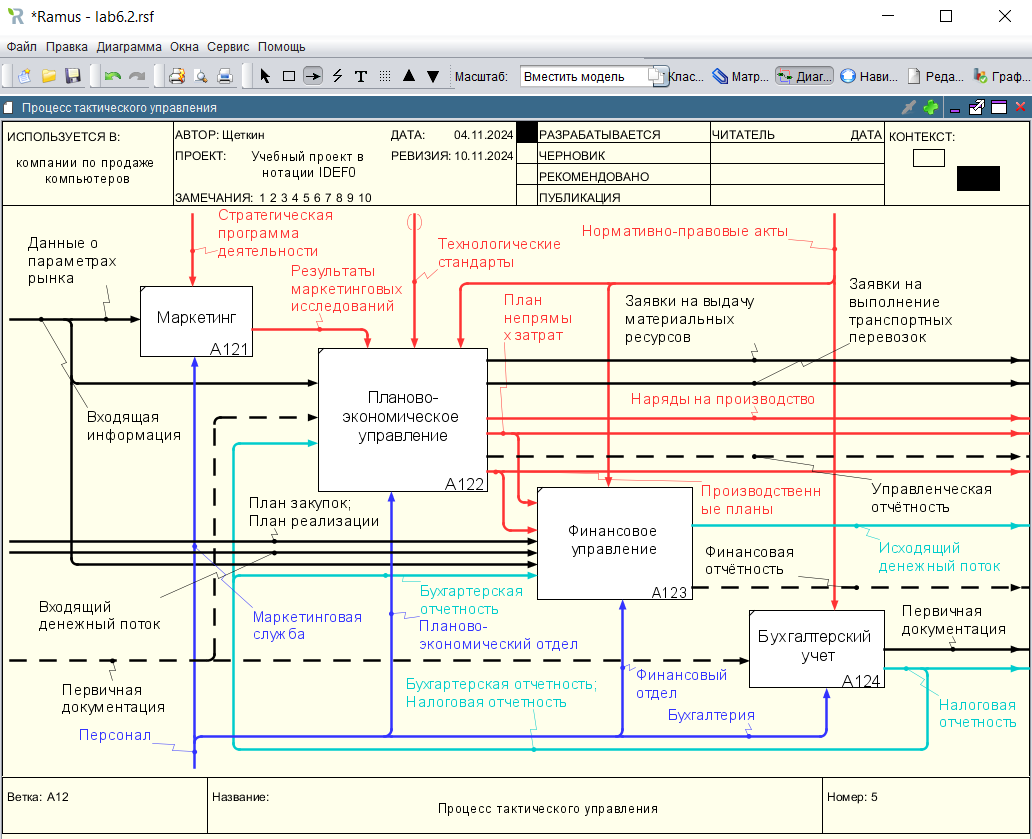 *Ramus - lab6.2.rsf
Файл Правка Диаграмма Окна Сервис Помощь
Масштаб: Вместить модель Клас... Матр... Диаг... Нави... Реда... Граф...
Процесс тактического управления
ИСПОЛЬЗУЕТСЯ В:
компании по продаже
компьютеров
АВТОР: Щеткин
ДАТА: 04.11.2024
ПРОЕКТ: Учебный проект в
нотации IDEF0
РЕВИЗИЯ: 10.11.2024
ЗАМЕЧАНИЯ: 1 2 3 4 5 6 7 8 9 10
РАЗРАБАТЫВАЕТСЯ
ЧЕРНОВИК
РЕКОМЕНДОВАНО
ПУБЛИКАЦИЯ
ЧИТАТЕЛЬ ДАТА
КОНТЕКСТ:
Стратегическая
программа
деятельности
Данные о
параметрах
рынка
Результаты
маркетинговых
исследований
Технологические
стандарты
Нормативно-правовые акты
План
непрямы
х затрат
Заявки на выдачу
материальных
ресурсов
Заявки на
выполнение
транспортных
перевозок
Маркетинг
A121
Планово-
экономическое
управление
A122
Наряды на производство
Входящая
информация
План закупок;
План реализации
Производственн
ые планы
Управленческая
отчётность
Финансовое
управление
A123
Финансовая
отчётность
Исходящий
денежный поток
Входящий
денежный поток
Маркетинговая
служба
Бухгартерская
отчетность
Планово-
экономический отдел
Бухгалтерский
учет
A124
Первичная
документация
Первичная
документация
Бухгартерская отчетность;
Налоговая отчетность
Финансовый
отдел
Бухгалтерия
Налоговая
отчетность
Персонал
Ветка: A12
Название:
Процесс тактического управления
Номер: 5